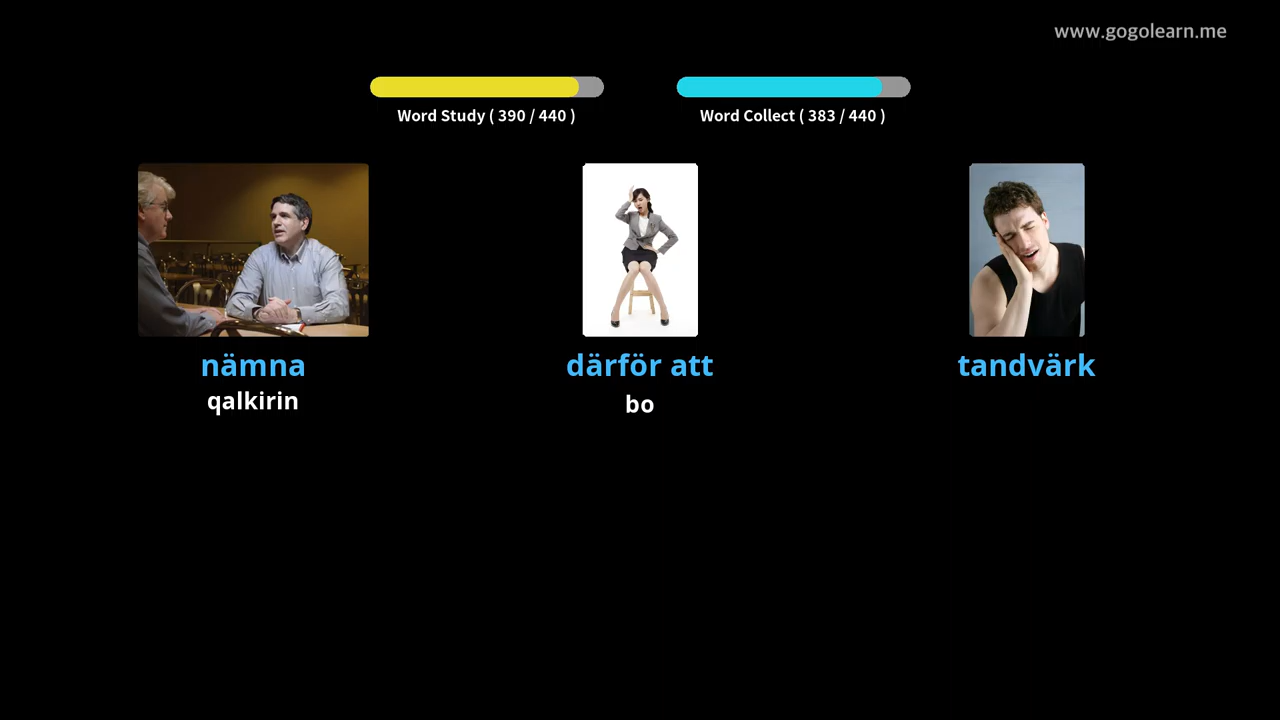 www.gogolearn.me
Word Study ( 390 / 440 )
Word Collect ( 383 / 440 )
nämna
därför att
tandvärk
qalkirin
bo